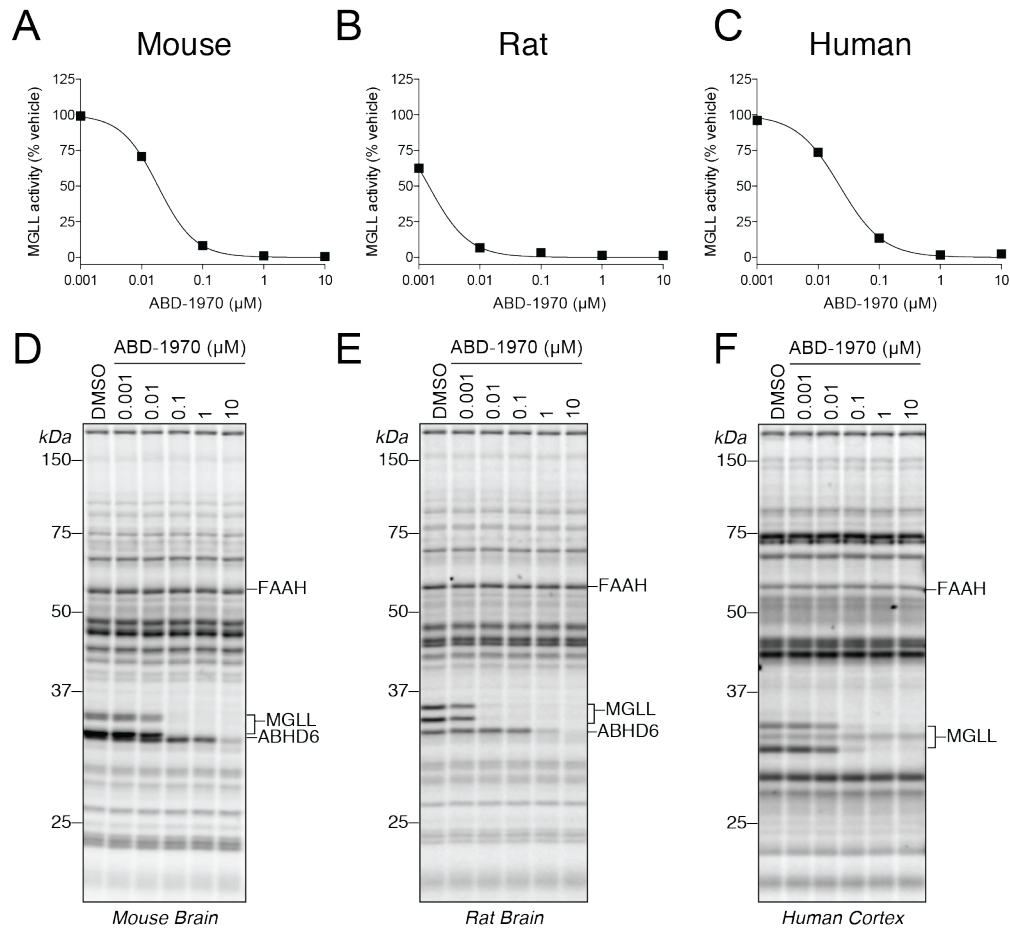 A
Mouse
125
100
75
50
25
0
MGLL activity (% vehicle)
0.001 0.01 0.1 1 10
ABD-1970 (µM)
B
Rat
125
100
75
50
25
0
MGLL activity (% vehicle)
0.001 0.01 0.1 1 10
ABD-1970 (µM)
C
Human
125
100
75
50
25
0
MGLL activity (% vehicle)
0.001 0.01 0.1 1 10
ABD-1970 (µM)
D
ABD-1970 (µM)
DMSO 0.001 0.01 0.1 1 10
kDa
150
75
FAAH
50
37
MGLL
ABHD6
25
Mouse Brain
E
ABD-1970 (µM)
DMSO 0.001 0.01 0.1 1 10
kDa
150
75
FAAH
50
37
MGLL
ABHD6
25
Rat Brain
F
ABD-1970 (µM)
DMSO 0.001 0.01 0.1 1 10
kDa
150
75
FAAH
50
37
MGLL
25
Human Cortex